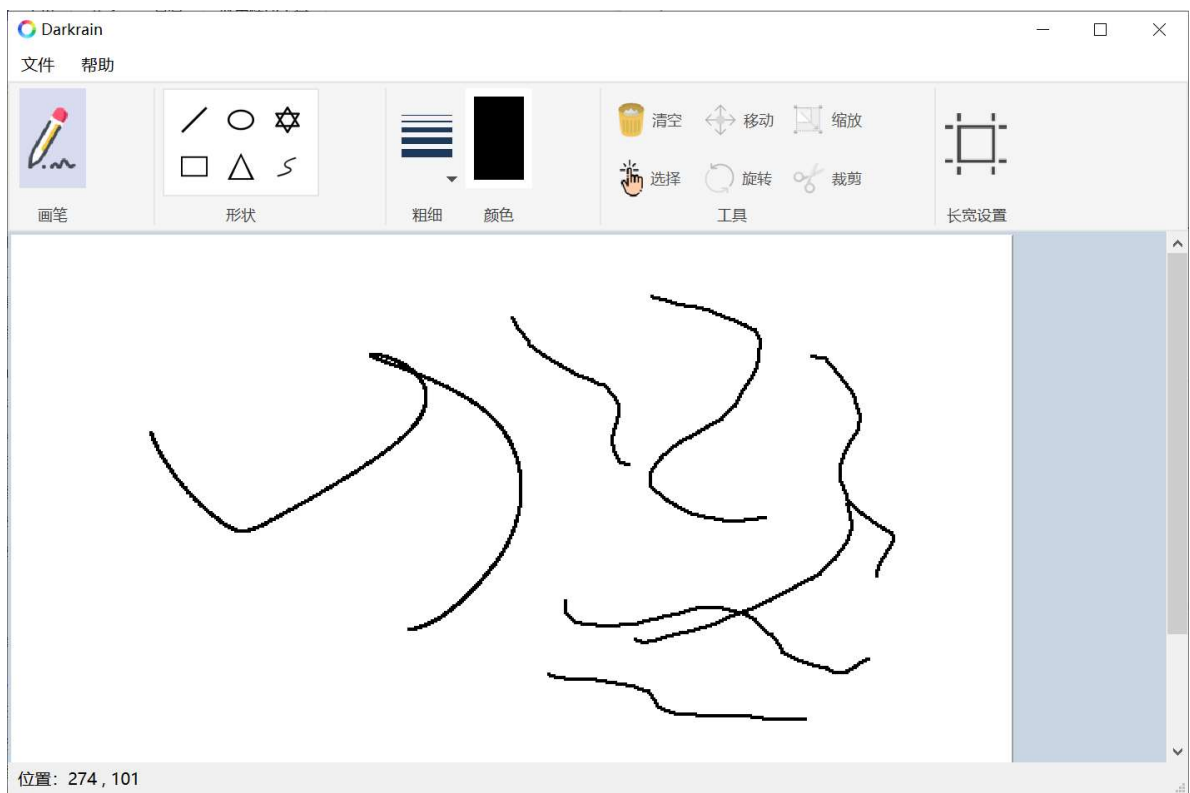 Darkrain
文件 帮助
清空 移动 缩放
选择 旋转 裁剪
画笔 形状 粗细 颜色 工具 长宽设置
位置: 274 , 101